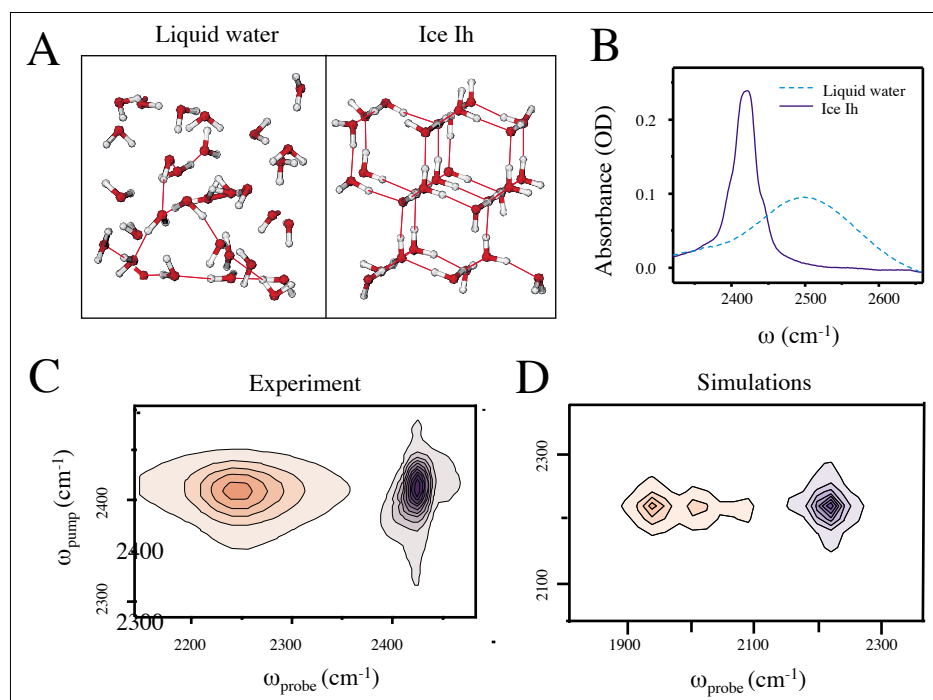 A
Liquid water
Ice Ih
B
Absorbance (OD)
0.2
0.1
0.0
Liquid water
Ice Ih
2400
2500
2600
ω (cm-1)
C
Experiment
ωpump (cm-1)
2400
2400
2300
2300
2200
2300
2400
ωprobe (cm-1)
D
Simulations
2300
2100
1900
2100
2300
ωprobe (cm-1)